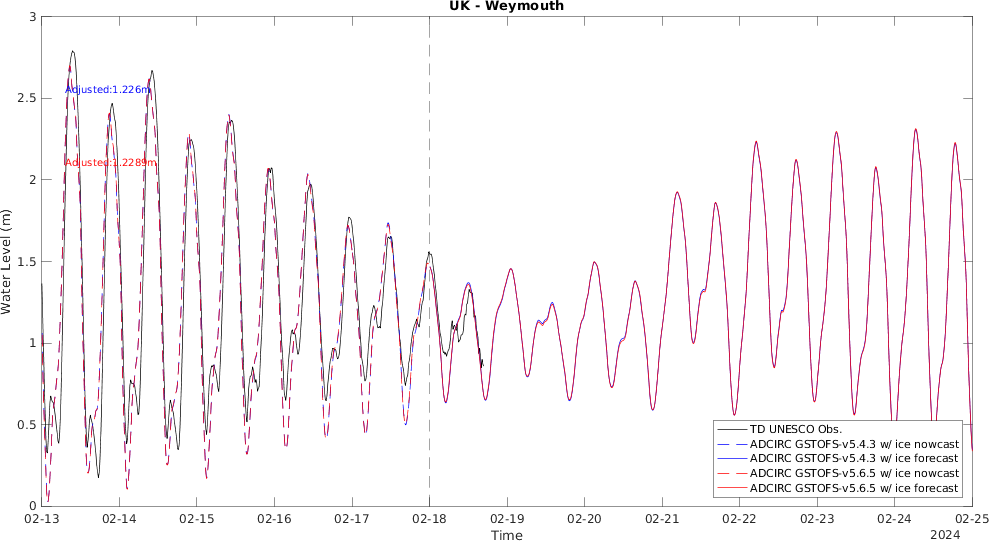 UK - Weymouth
3
2.5
2
1.5
1
0.5
0
Water Level (m)
Adjusted:1.226m
Adjusted:1.2289m
TD UNESCO Obs.
ADCIRC GSTOFS-v5.4.3 w/ ice nowcast
ADCIRC GSTOFS-v5.4.3 w/ ice forecast
ADCIRC GSTOFS-v5.6.5 w/ ice nowcast
ADCIRC GSTOFS-v5.6.5 w/ ice forecast
02-13 02-14 02-15 02-16 02-17 02-18 02-19 02-20 02-21 02-22 02-23 02-24 02-25
Time
2024